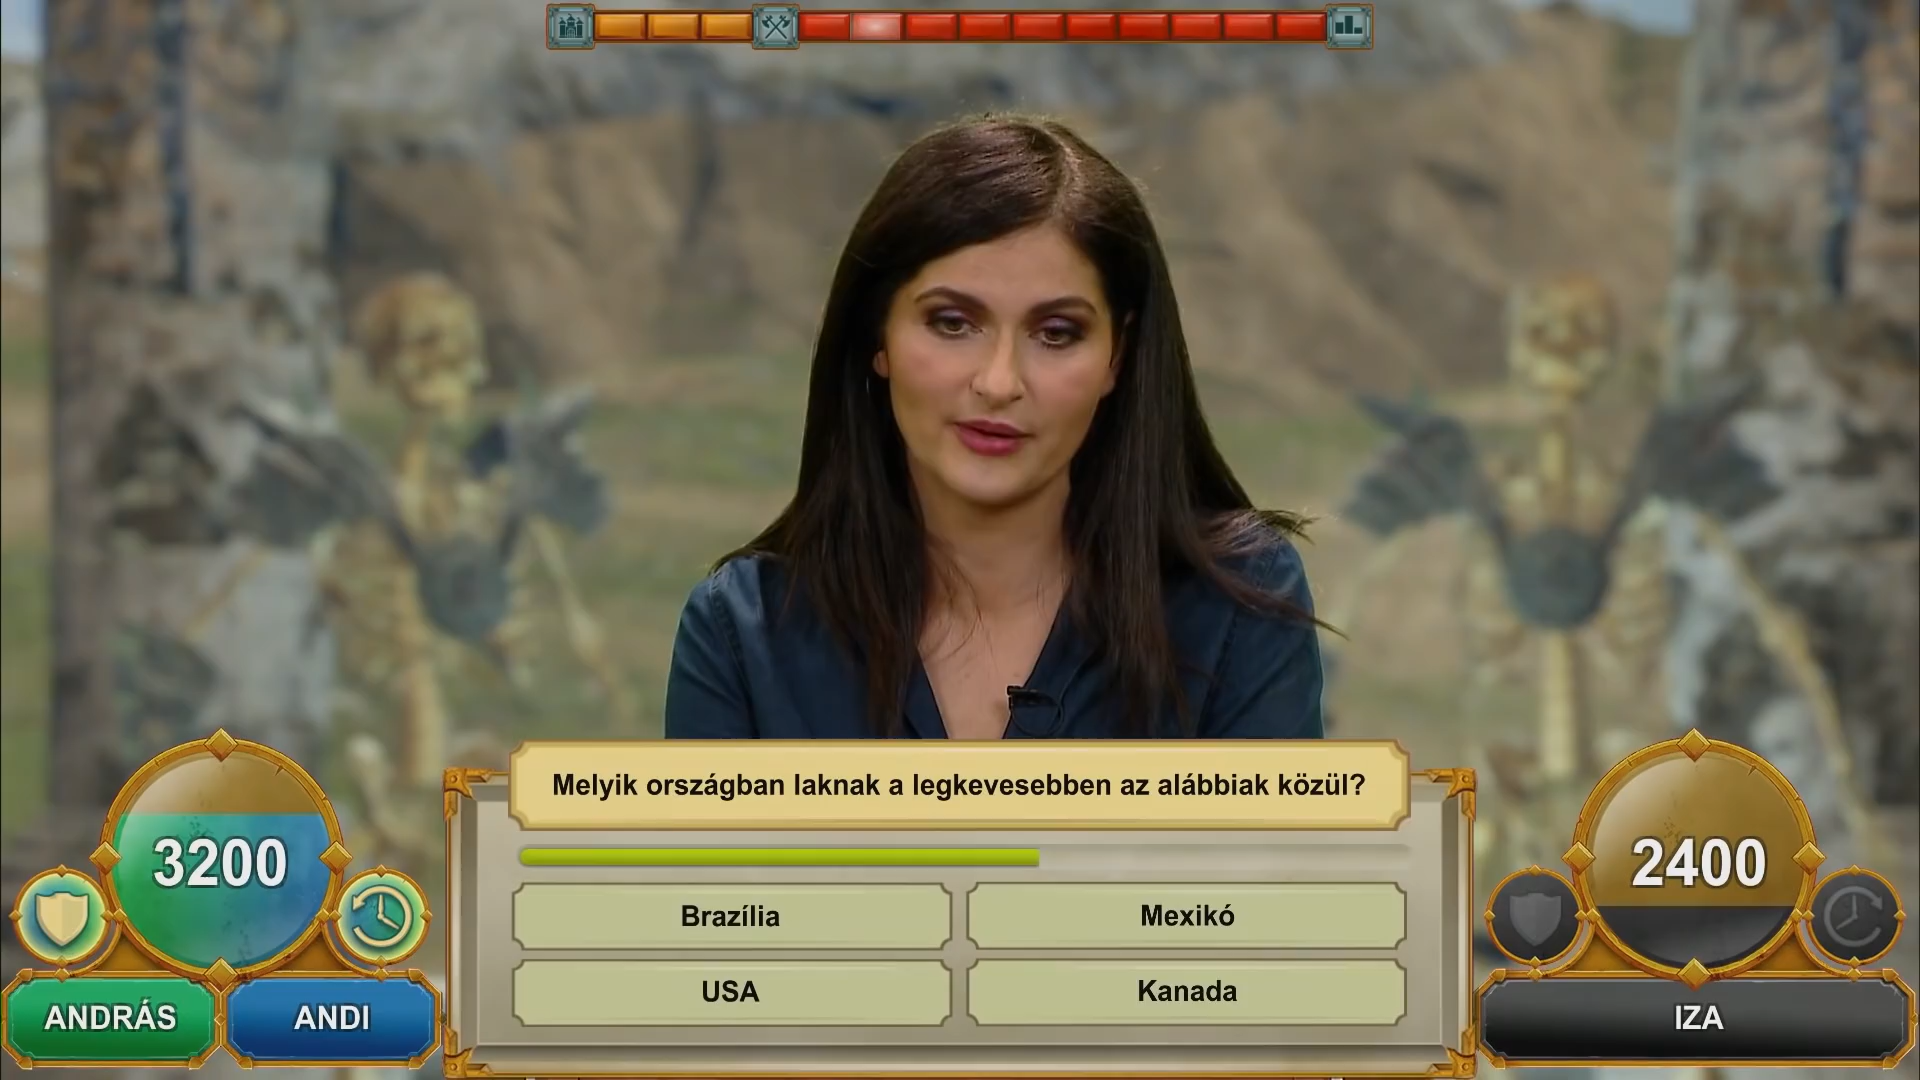 Melyik országban laknak a legkevesebben az alábbiak közül?
3200
2400
Brazília
Mexikó
USA
Kanada
ANDRÁS
ANDI
IZA